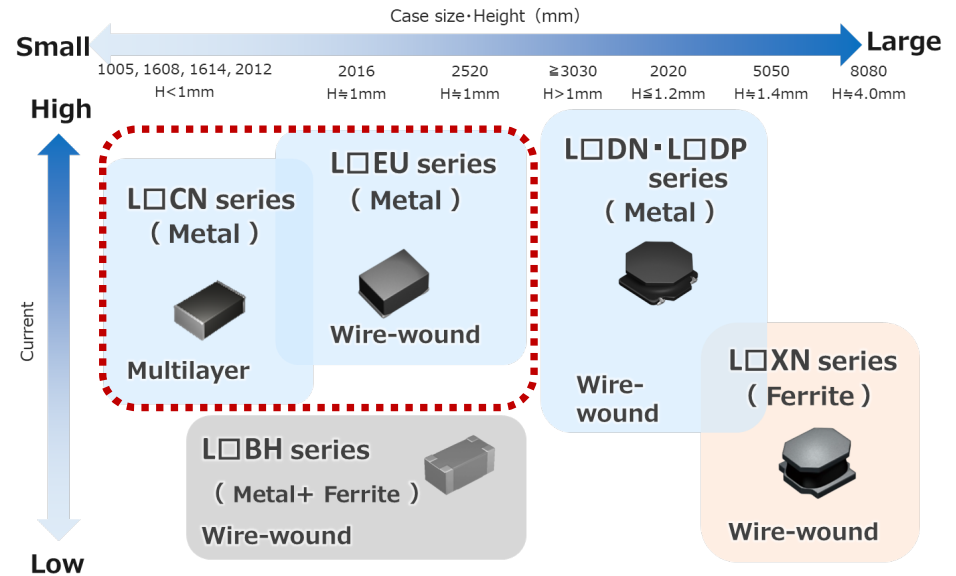 Case size･Height（mm）
Small
Large
1005, 1608, 1614, 2012
H<1mm
2016
H≒1mm
2520
H≒1mm
≧3030
H>1mm
2020
H≦1.2mm
5050
H≒1.4mm
8080
H≒4.0mm
High
Current
Low
L□CN series
（ Metal ）
Multilayer
L□EU series
（ Metal ）
Wire-wound
L□DN・L□DP
series
（ Metal ）
Wire-
wound
L□XN series
（ Ferrite ）
Wire-wound
L□BH series
（ Metal+ Ferrite ）
Wire-wound